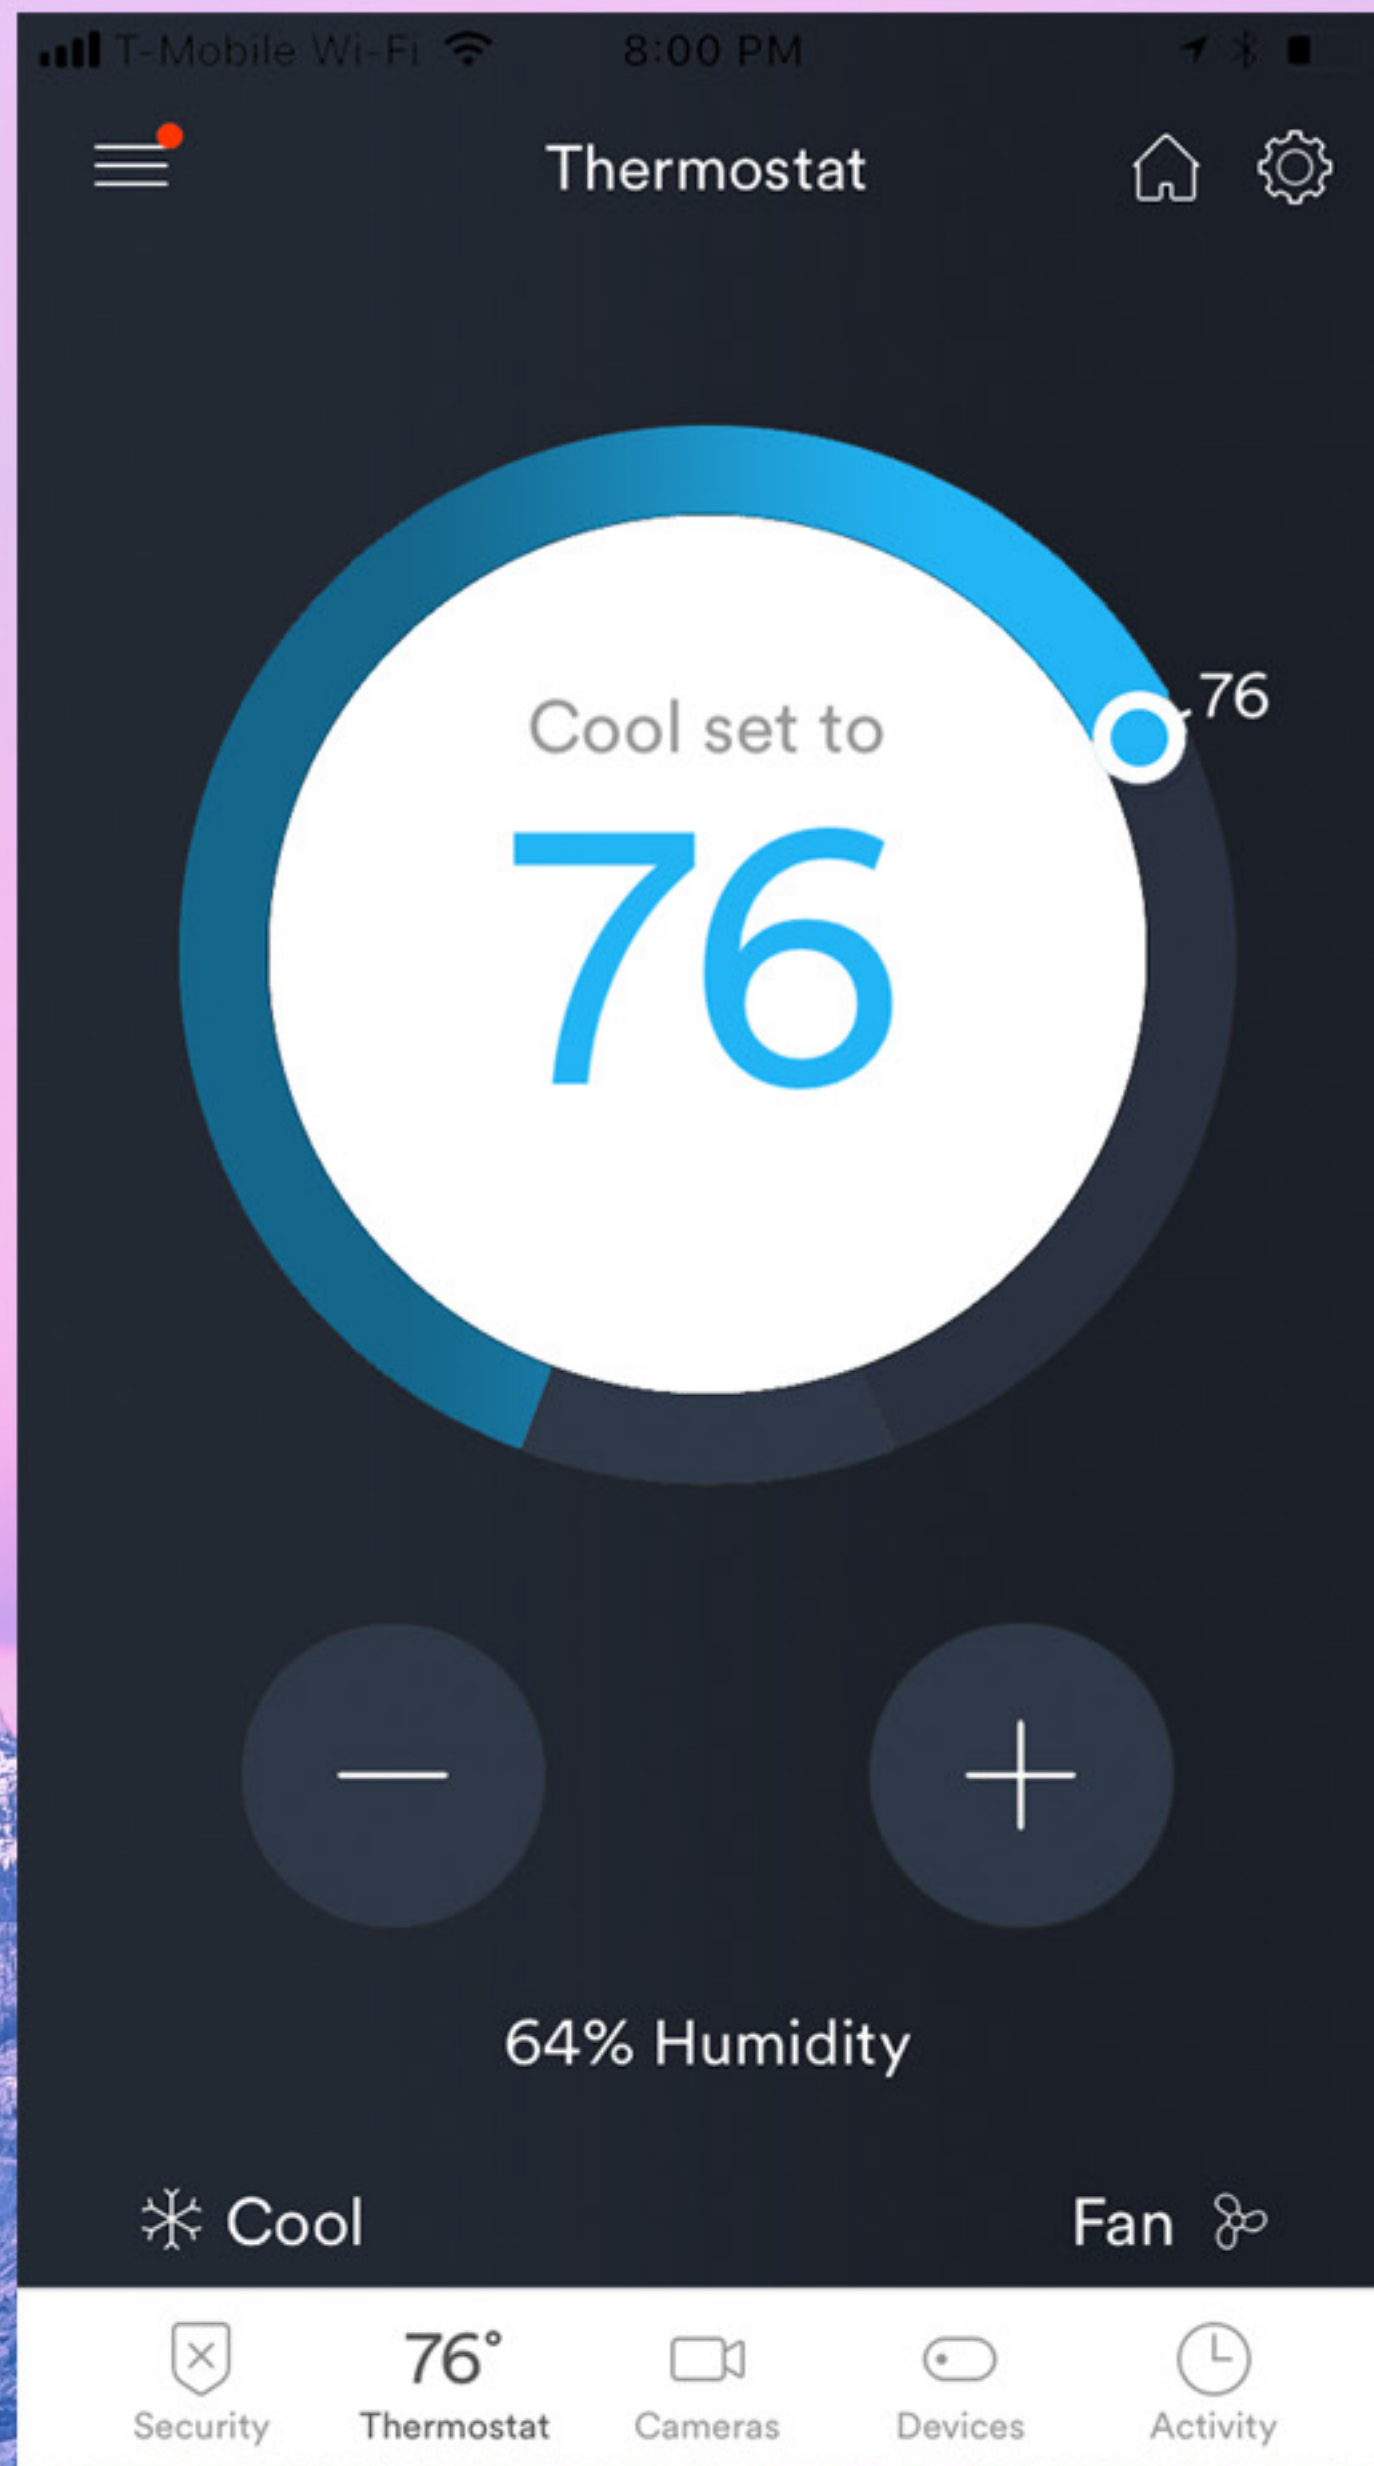 T-Mobile Wi-Fi 8:00 PM
Thermostat
76
Cool set to
76
64% Humidity
Cool Fan
76°
Security Thermostat Cameras Devices Activity